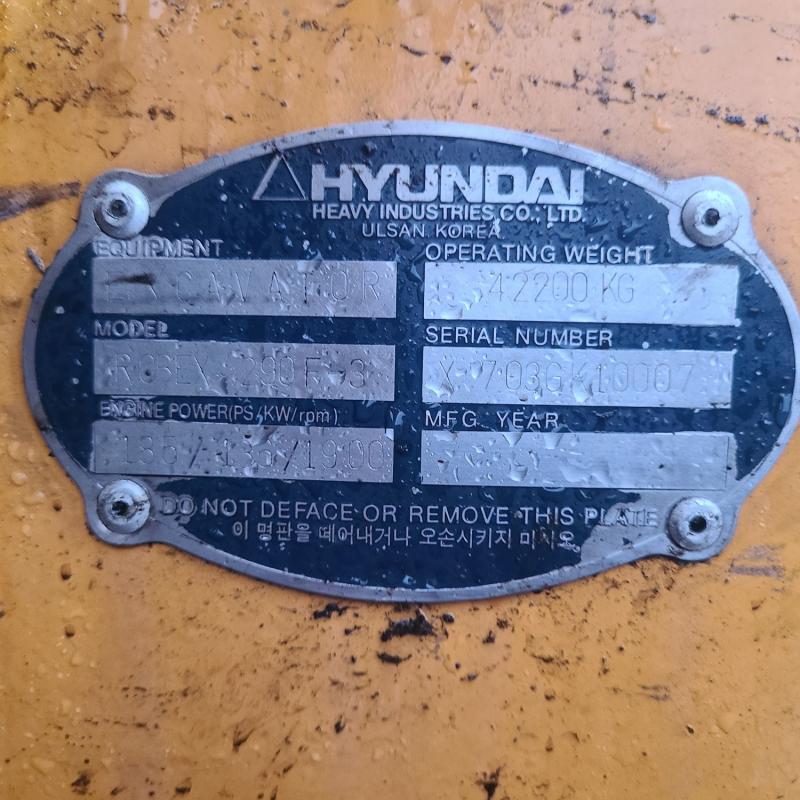 HYUNDAI
HEAVY INDUSTRIES CO., LTD.
ULSAN, KOREA
EQUIPMENT
OPERATING WEIGHT
42200 KG
MODEL
SERIAL NUMBER
ENGINE POWER(PS/KW/rpm)
MFG. YEAR
DO NOT DEFACE OR REMOVE THIS PLATE
이 명판을 떼어내거나 오손시키지 마시오.